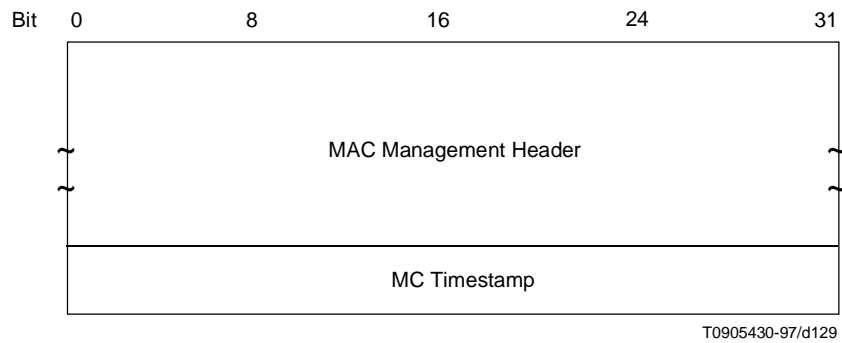 Bit 0 8 16 24 31
MAC Management Header
MC Timestamp
T0905430-97/d129